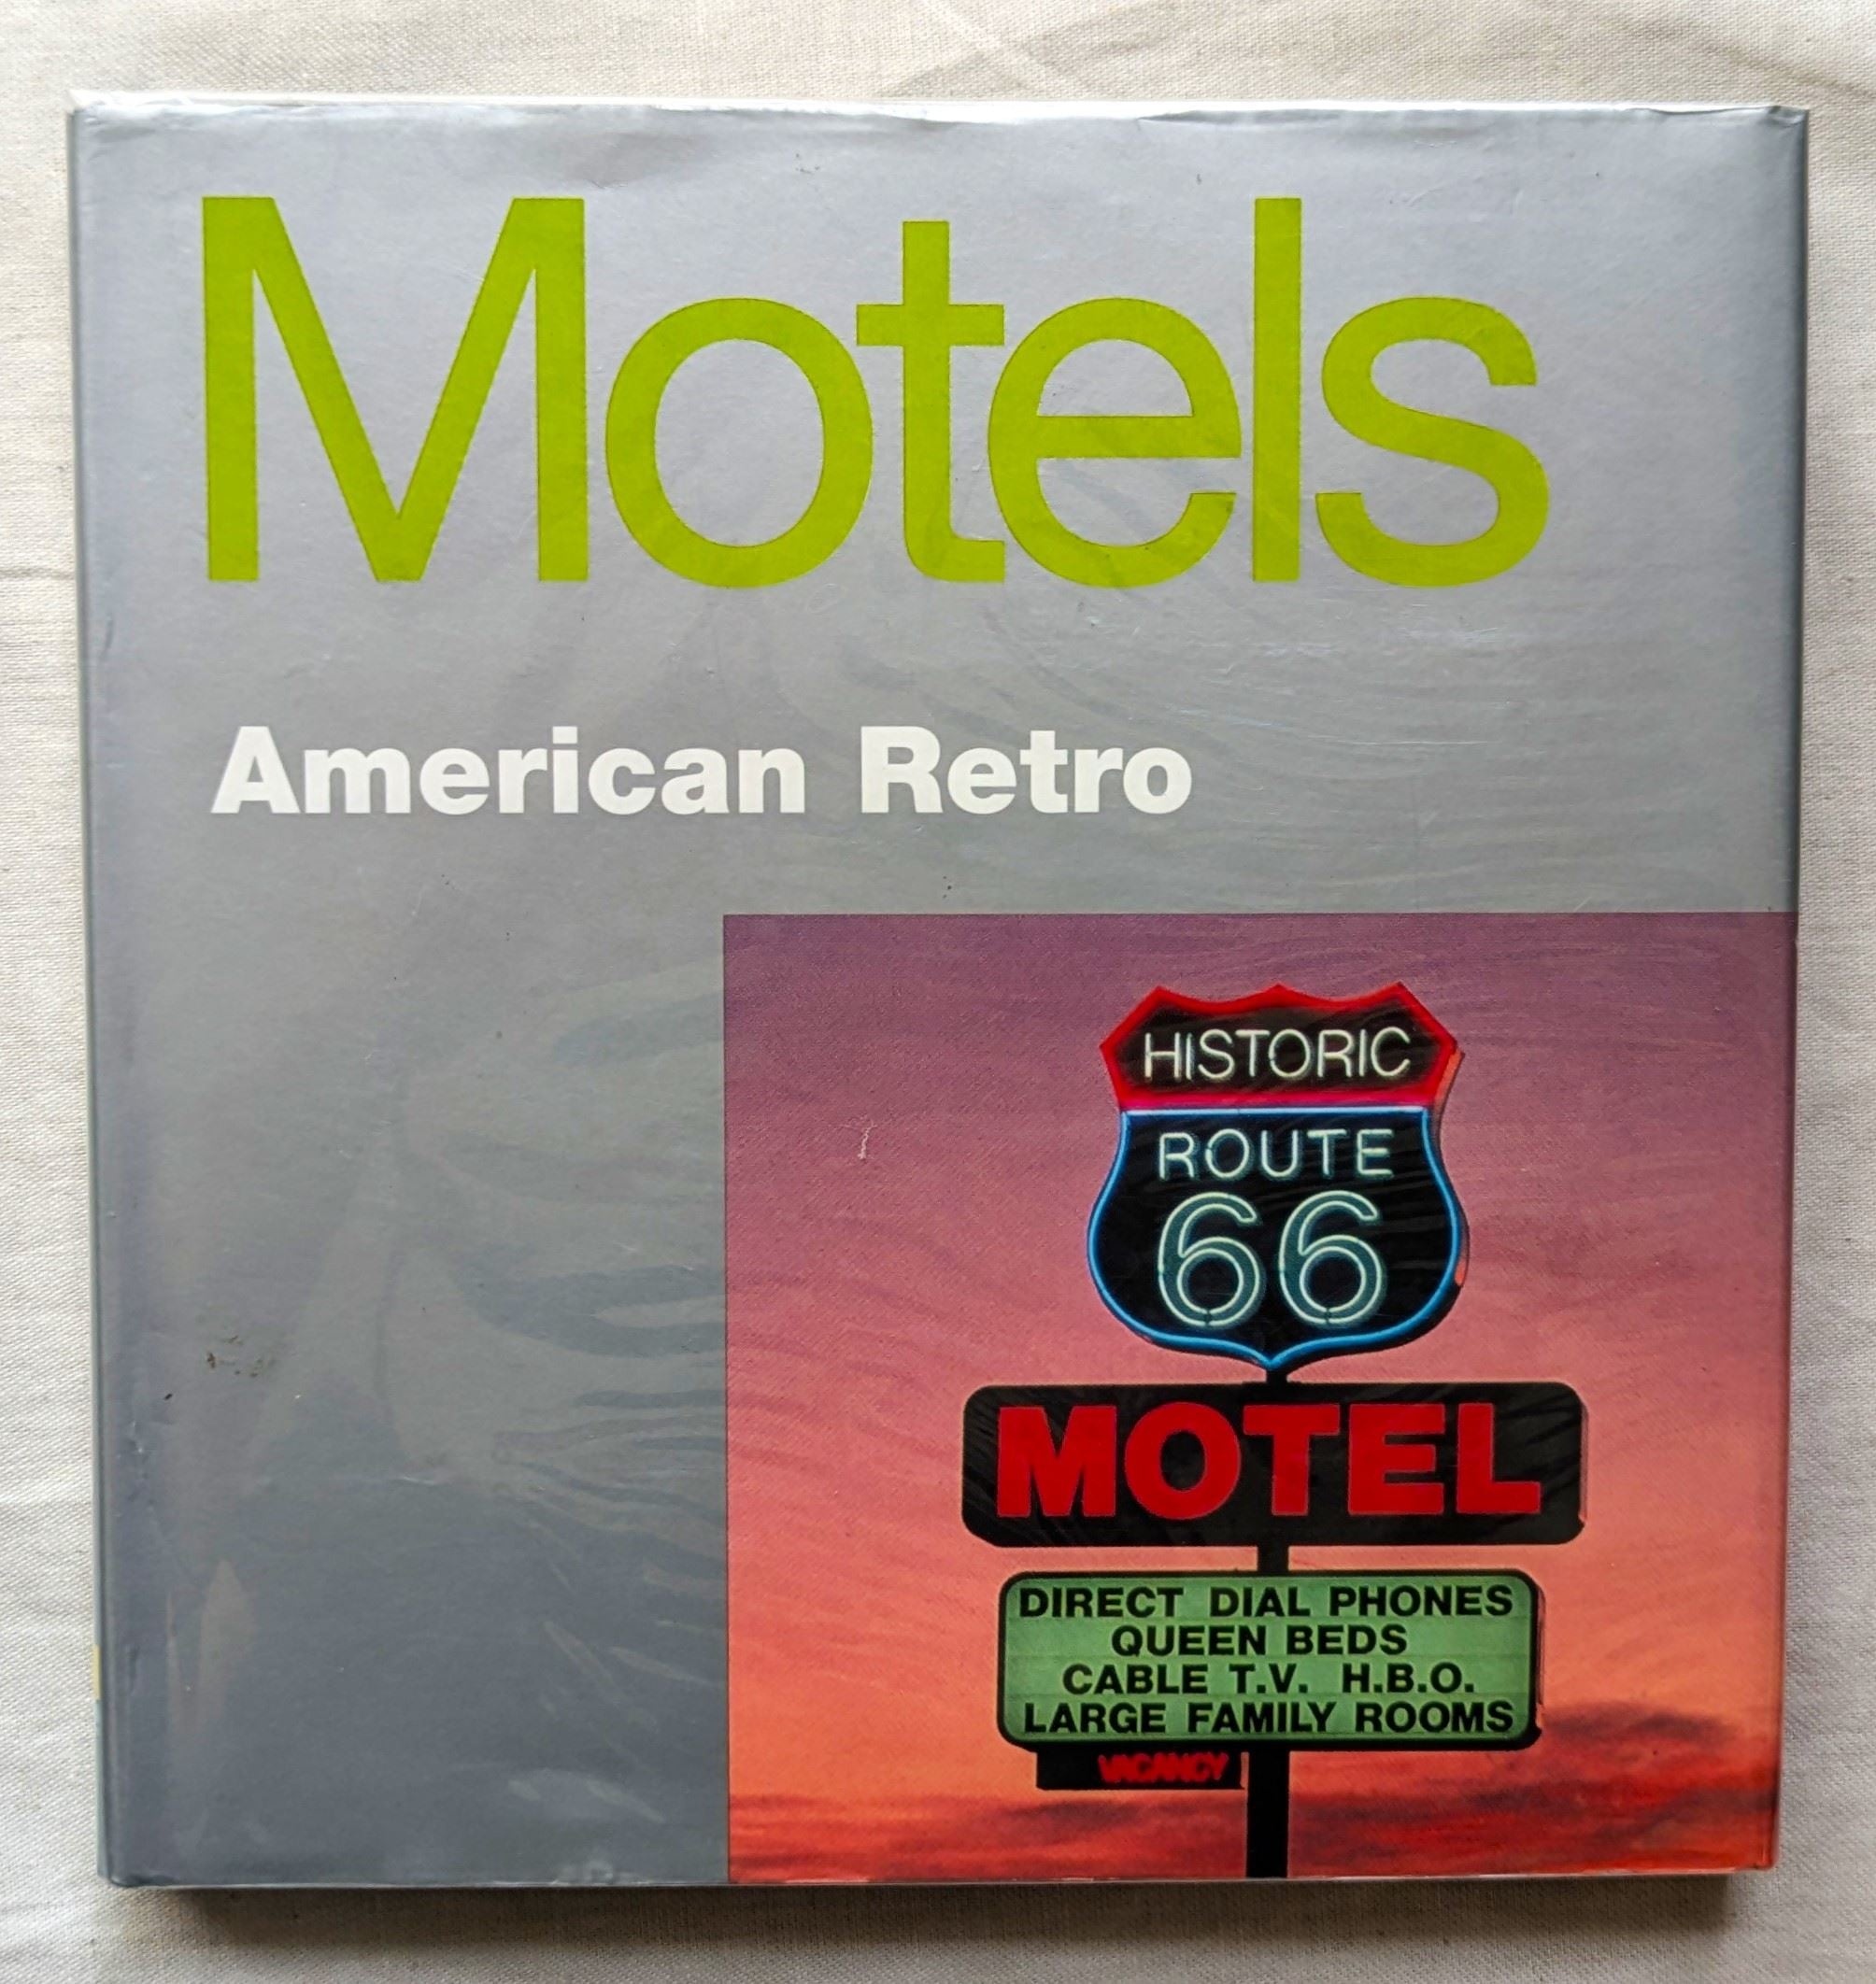 Motels
American Retro
HISTORIC
ROUTE
66
MOTEL
DIRECT DIAL PHONES
QUEEN BEDS
CABLE T.V. H.B.O.
LARGE FAMILY ROOMS
VACANCY